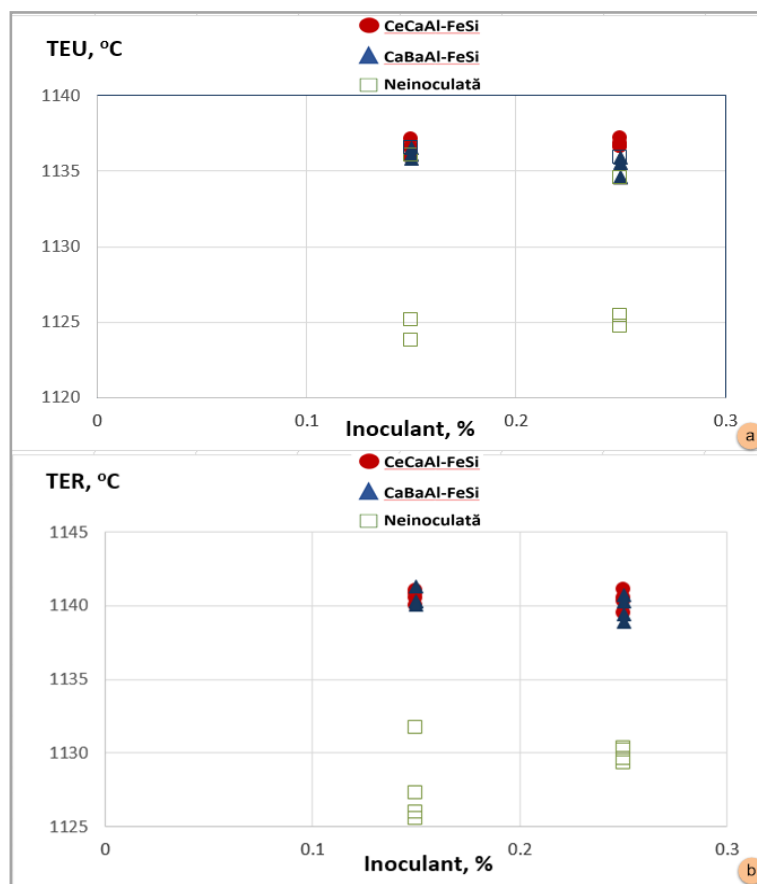 TEU, °C
CeCaAl-FeSi
CaBaAl-FeSi
Neinoculată
1140
1135
1130
1125
1120
0
0.1
0.2
0.3
Inoculant, %
a
TER, °C
CeCaAl-FeSi
CaBaAl-FeSi
Neinoculată
1145
1140
1135
1130
1125
0
0.1
0.2
0.3
Inoculant, %
b